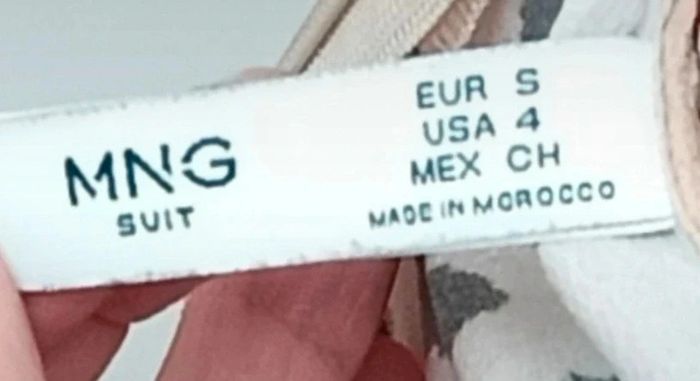 MNG
SUIT
EUR S
USA 4
MEX CH
MADE IN MOROCCO